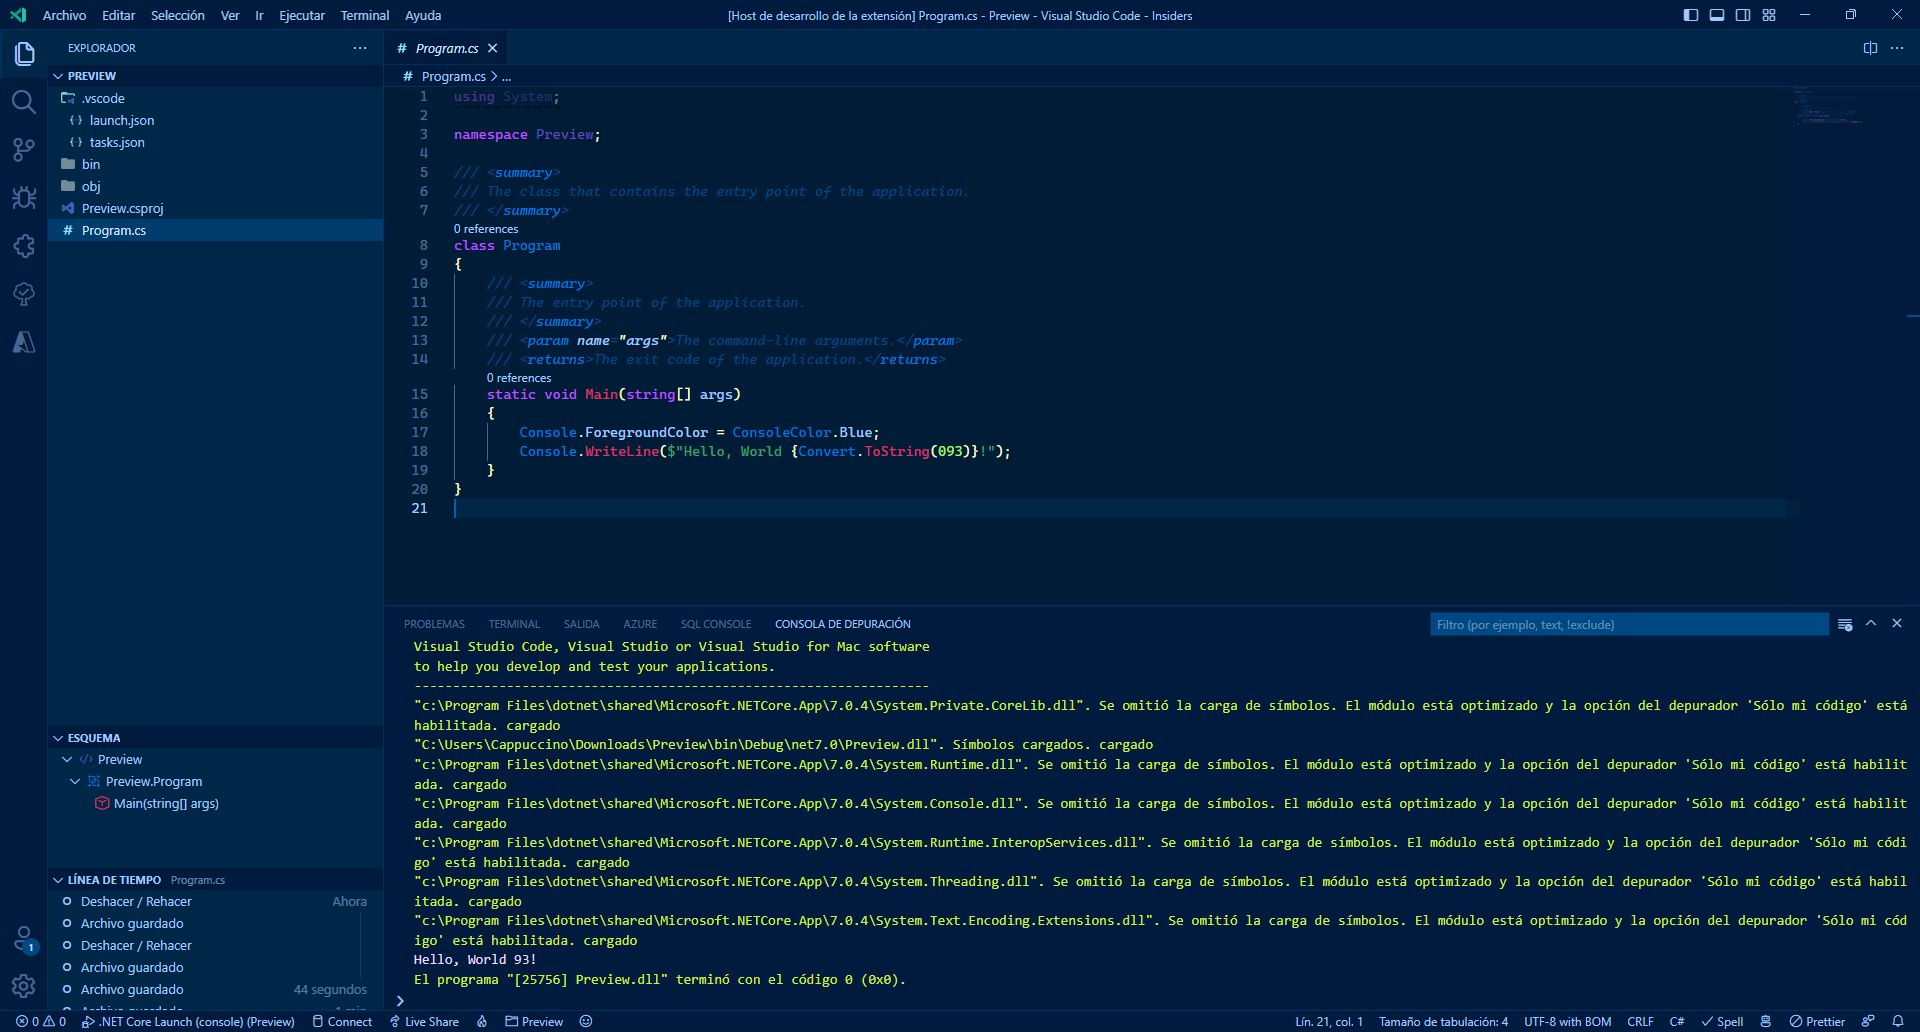 Archivo Editar Selección Ver Ir Ejecutar Terminal Ayuda
[Host de desarrollo de la extensión] Program.cs - Preview - Visual Studio Code - Insiders
EXPLORADOR
PREVIEW
.vscode
{} launch.json
{} tasks.json
bin
obj
Preview.csproj
# Program.cs
ESQUEMA
Preview
Preview.Program
Main(string[] args)
LÍNEA DE TIEMPO Program.cs
Deshacer / Rehacer Ahora
Archivo guardado
Deshacer / Rehacer
Archivo guardado
Archivo guardado 44 segundos
Archivo guardado 1 min
1
# Program.cs
# Program.cs > ...
1 using System;
2
3 namespace Preview;
4
5 /// <summary>
6 /// The class that contains the entry point of the application.
7 /// </summary>
0 references
8 class Program
9 {
10 /// <summary>
11 /// The entry point of the application.
12 /// </summary>
13 /// <param name="args">The command-line arguments.</param>
14 /// <returns>The exit code of the application.</returns>
0 references
15 static void Main(string[] args)
16 {
17 Console.ForegroundColor = ConsoleColor.Blue;
18 Console.WriteLine($"Hello, World {Convert.ToString(093)}!");
19 }
20 }
21
PROBLEMAS TERMINAL SALIDA AZURE SQL CONSOLE CONSOLA DE DEPURACIÓN
Filtro (por ejemplo, text, !exclude)
Visual Studio Code, Visual Studio or Visual Studio for Mac software
to help you develop and test your applications.
-------------------------------------------------------------------
"c:\Program Files\dotnet\shared\Microsoft.NETCore.App\7.0.4\System.Private.CoreLib.dll". Se omitió la carga de símbolos. El módulo está optimizado y la opción del depurador 'Sólo mi código' está
habilitada. cargado
"C:\Users\Cappuccino\Downloads\Preview\bin\Debug\net7.0\Preview.dll". Símbolos cargados. cargado
"c:\Program Files\dotnet\shared\Microsoft.NETCore.App\7.0.4\System.Runtime.dll". Se omitió la carga de símbolos. El módulo está optimizado y la opción del depurador 'Sólo mi código' está habilit
ada. cargado
"c:\Program Files\dotnet\shared\Microsoft.NETCore.App\7.0.4\System.Console.dll". Se omitió la carga de símbolos. El módulo está optimizado y la opción del depurador 'Sólo mi código' está habilit
ada. cargado
"c:\Program Files\dotnet\shared\Microsoft.NETCore.App\7.0.4\System.Runtime.InteropServices.dll". Se omitió la carga de símbolos. El módulo está optimizado y la opción del depurador 'Sólo mi códi
go' está habilitada. cargado
"c:\Program Files\dotnet\shared\Microsoft.NETCore.App\7.0.4\System.Threading.dll". Se omitió la carga de símbolos. El módulo está optimizado y la opción del depurador 'Sólo mi código' está habil
itada. cargado
"c:\Program Files\dotnet\shared\Microsoft.NETCore.App\7.0.4\System.Text.Encoding.Extensions.dll". Se omitió la carga de símbolos. El módulo está optimizado y la opción del depurador 'Sólo mi cód
igo' está habilitada. cargado
Hello, World 93!
El programa "[25756] Preview.dll" terminó con el código 0 (0x0).
>
0 0 .NET Core Launch (console) (Preview) Connect Live Share Preview
Lín. 21, col. 1 Tamaño de tabulación: 4 UTF-8 with BOM CRLF C# Spell Prettier